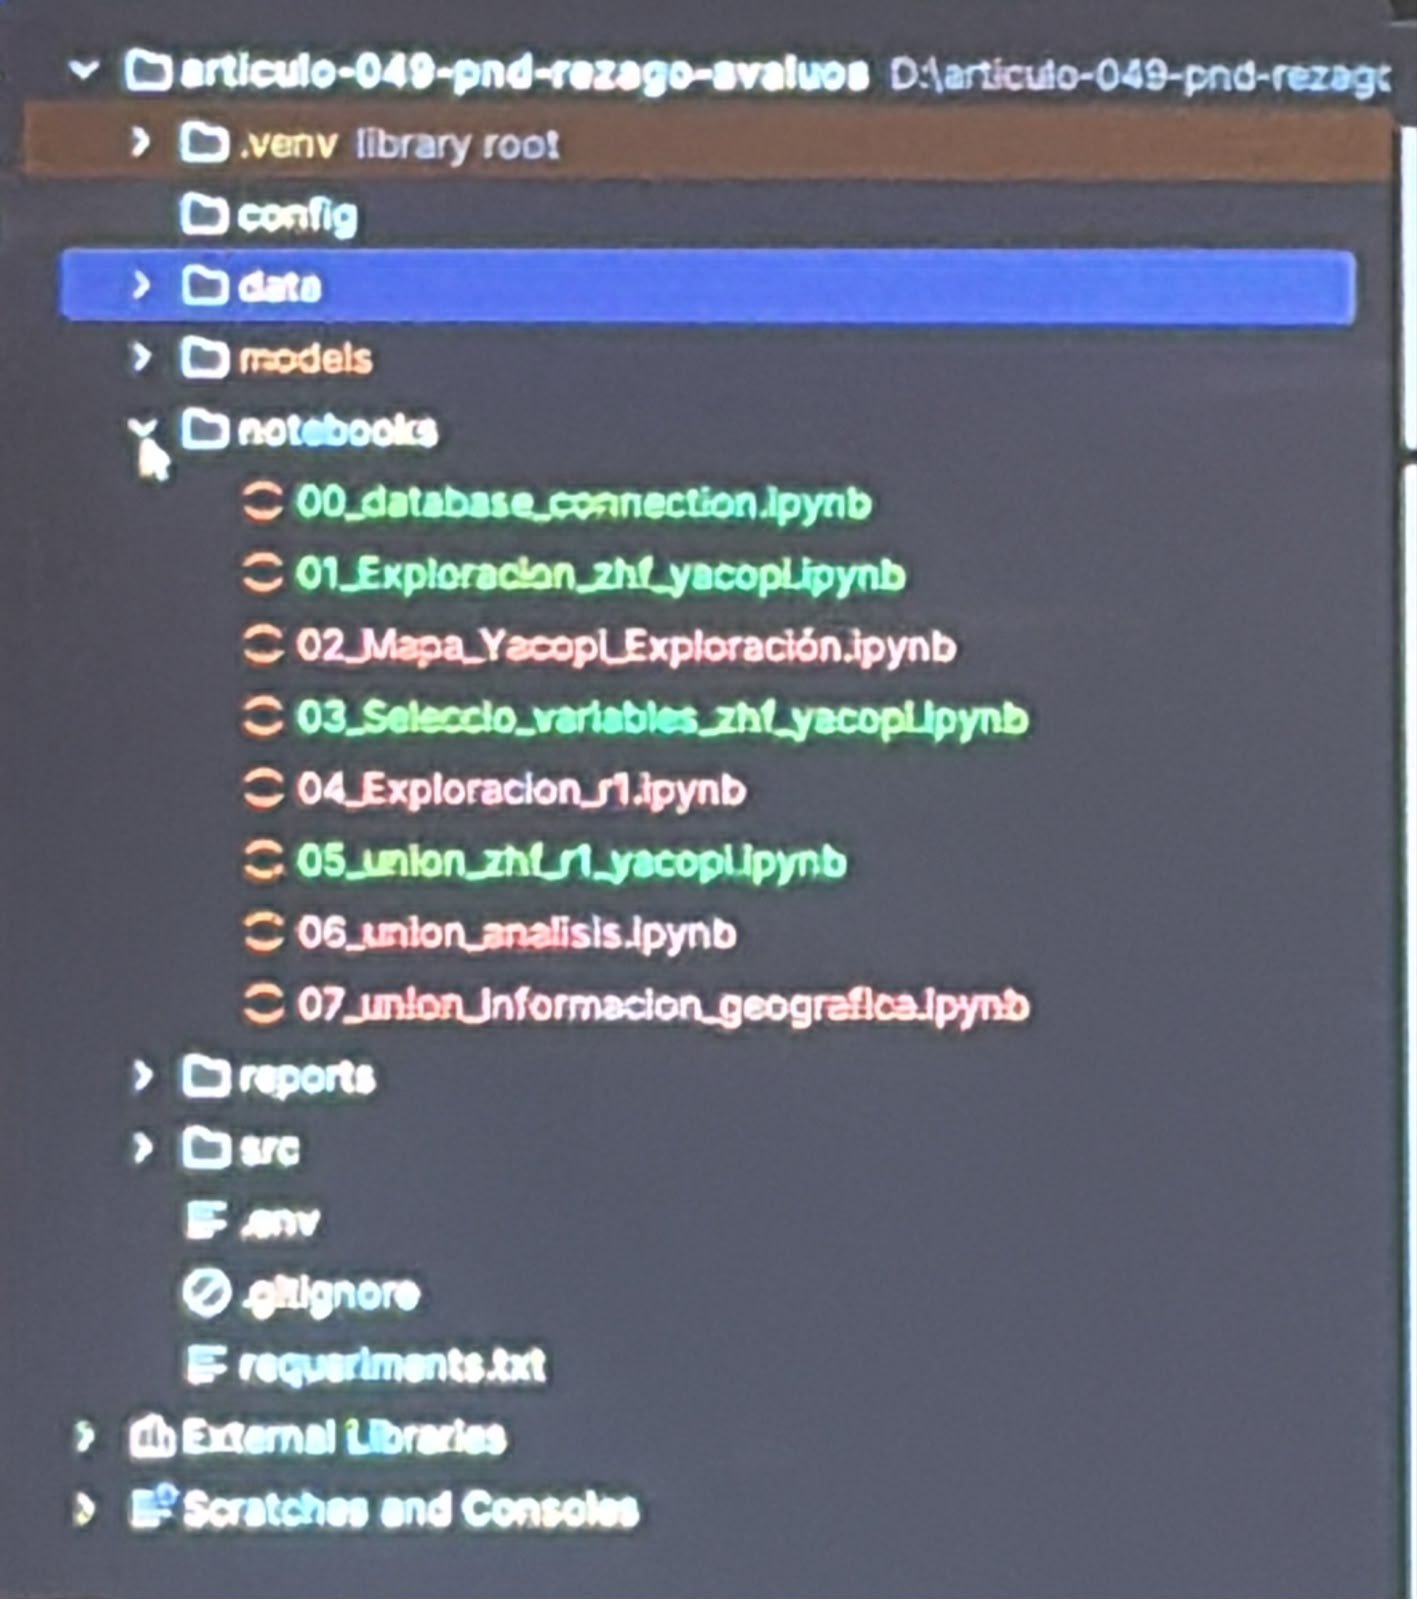 articulo-049-pnd-rezago-avaluos D:\articulo-049-pnd-rezago
.venv library root
config
data
models
notebooks
00_database_connection.ipynb
01_Exploracion_zhf_yacopi.ipynb
02_Mapa_Yacopi_Exploración.ipynb
03_Seleccio_variables_zhf_yacopi.ipynb
04_Exploracion_r1.ipynb
05_union_zhf_r1_yacopi.ipynb
06_union_analisis.ipynb
07_union_informacion_geografica.ipynb
reports
src
.env
.gitignore
requeriments.txt
External Libraries
Scratches and Consoles